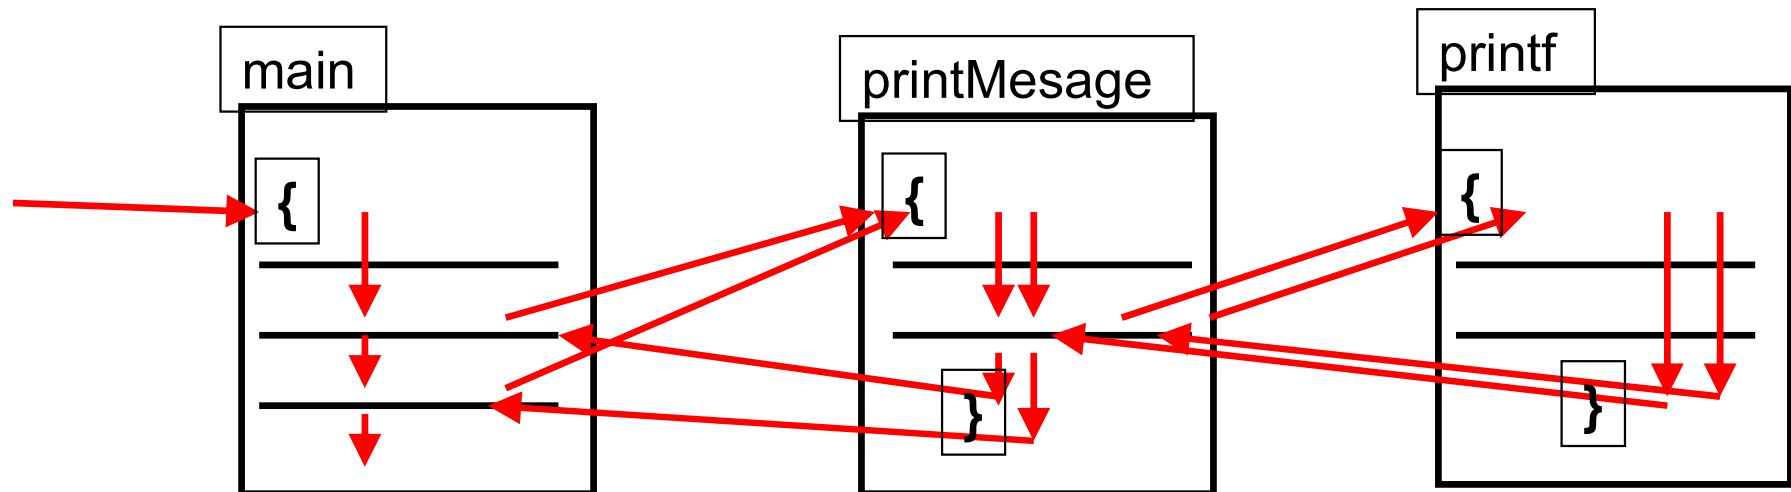 main
printMesage
printf
{
{
{
}
}